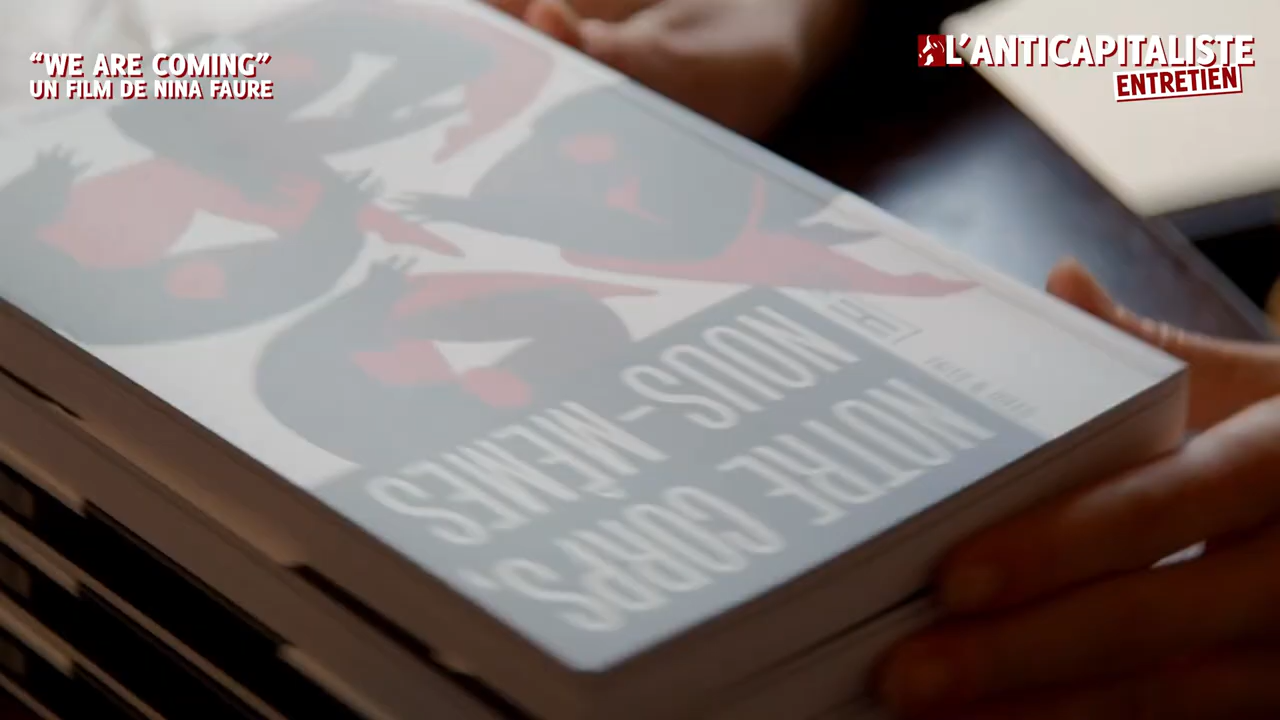 “WE ARE COMING”
UN FILM DE NINA FAURE
L’ANTICAPITALISTE
ENTRETIEN
NOTRE CORPS,
NOUS-MÊMES